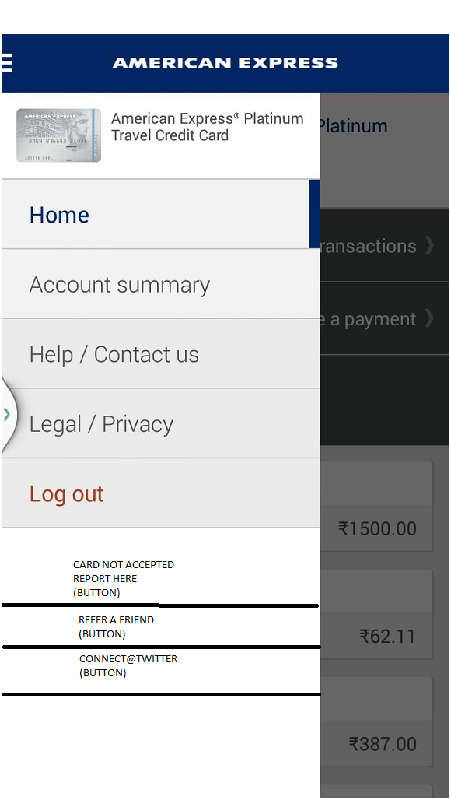 AMERICAN EXPRESS
American Express® Platinum
Travel Credit Card
Platinum
Home
ransactions
Account summary
e a payment
Help / Contact us
Legal / Privacy
Log out
₹1500.00
CARD NOT ACCEPTED
REPORT HERE
(BUTTON)
REFER A FRIEND
(BUTTON)
₹62.11
CONNECT@TWITTER
(BUTTON)
₹387.00